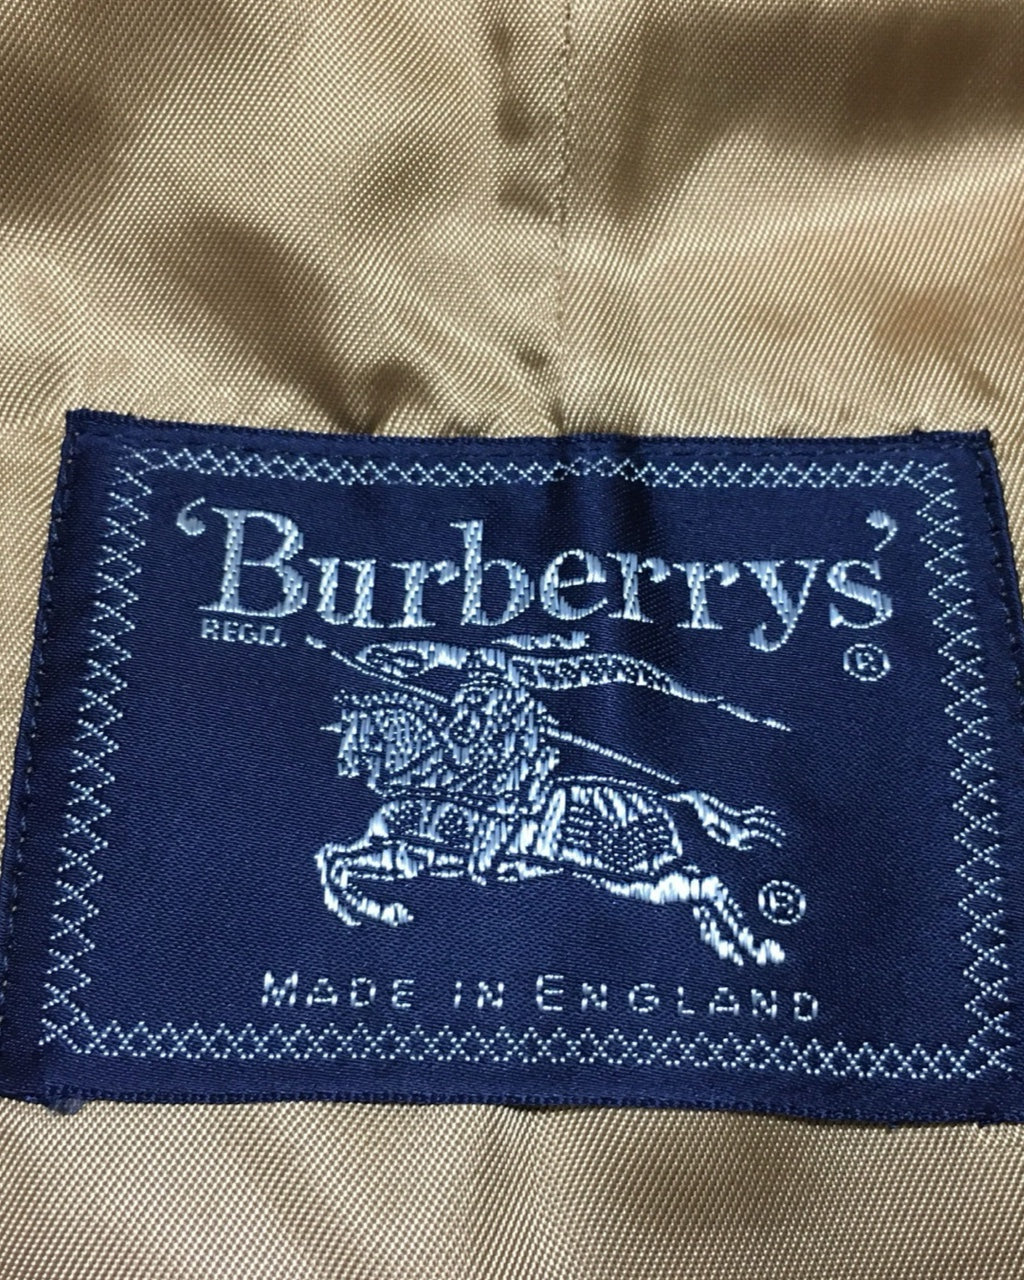 ‘Burberrys’
REGD. ®
®
MADE IN ENGLAND